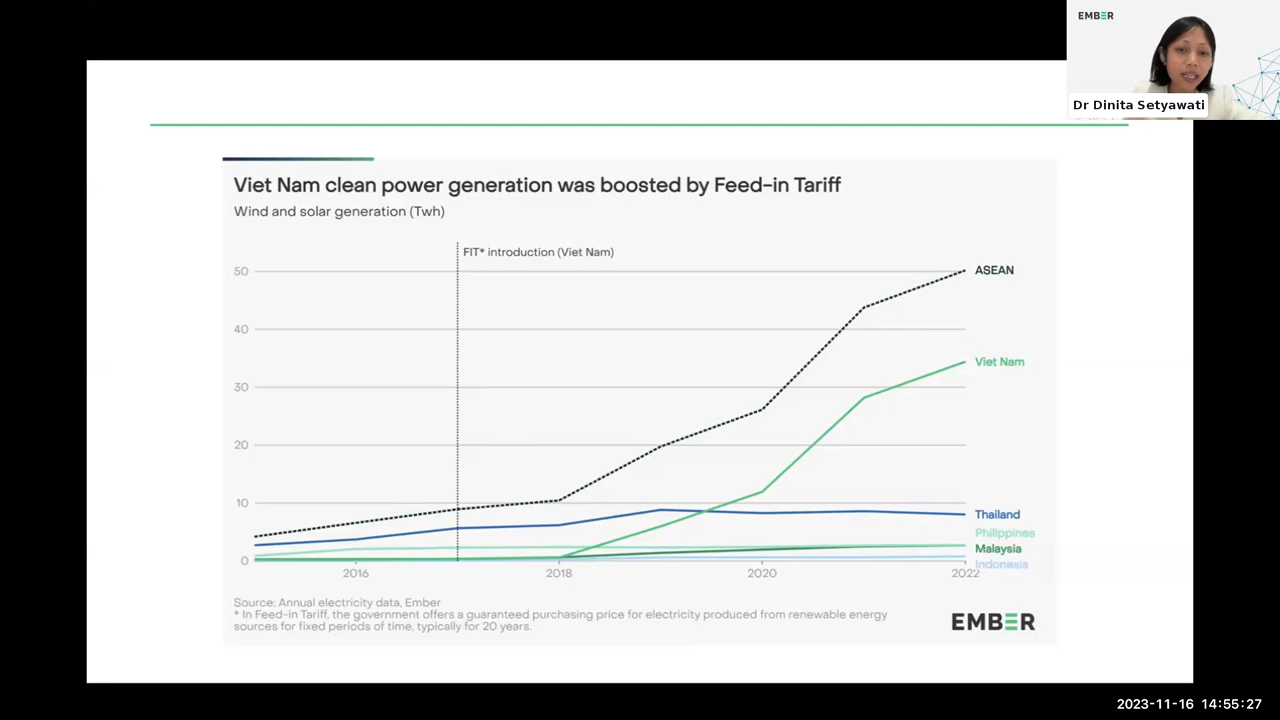 EMBER
Dr Dinita Setyawati
Viet Nam clean power generation was boosted by Feed-in Tariff
Wind and solar generation (Twh)
FIT* introduction (Viet Nam)
50
40
30
20
10
0
2016
2018
2020
2022
ASEAN
Viet Nam
Thailand
Philippines
Malaysia
Indonesia
Source: Annual electricity data, Ember
* In Feed-in Tariff, the government offers a guaranteed purchasing price for electricity produced from renewable energy
sources for fixed periods of time, typically for 20 years.
EMBER
2023-11-16 14:55:27